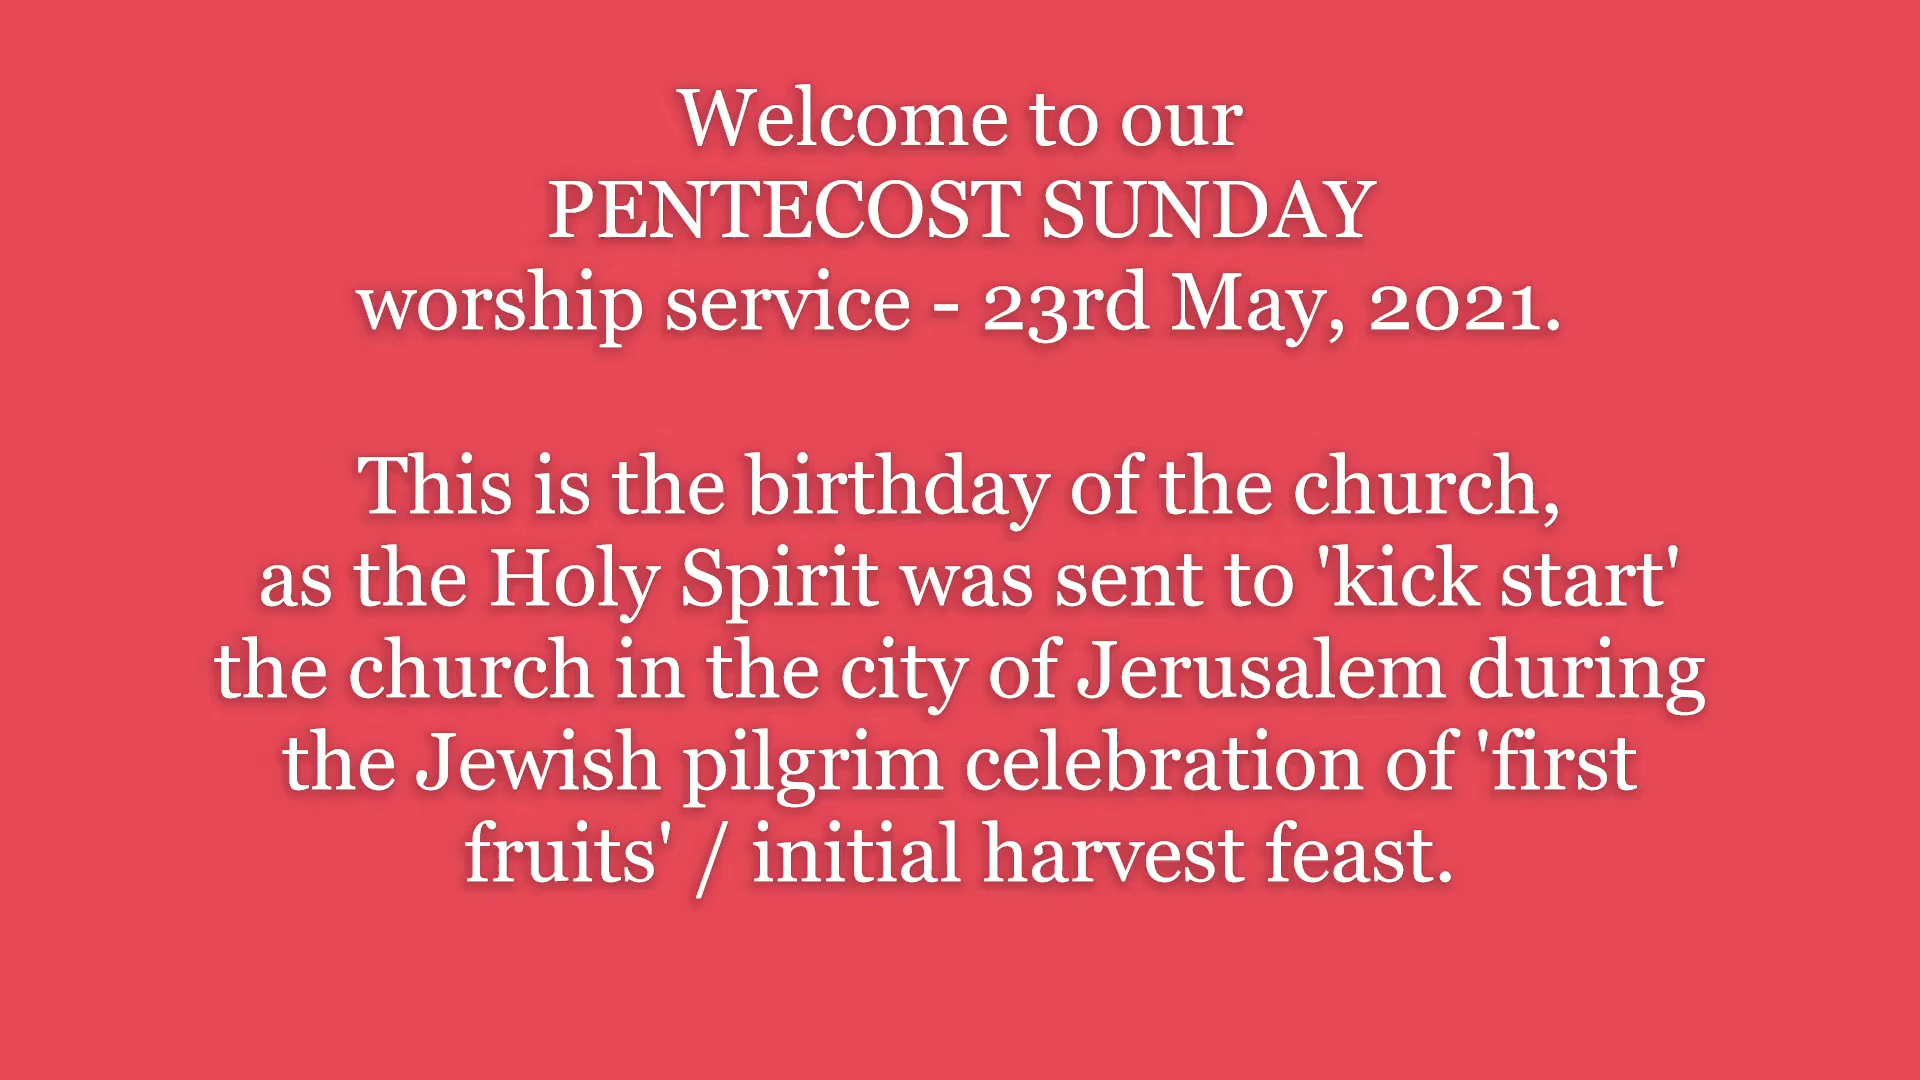 Welcome to our
PENTECOST SUNDAY
worship service - 23rd May, 2021.
This is the birthday of the church,
as the Holy Spirit was sent to 'kick start'
the church in the city of Jerusalem during
the Jewish pilgrim celebration of 'first
fruits' / initial harvest feast.